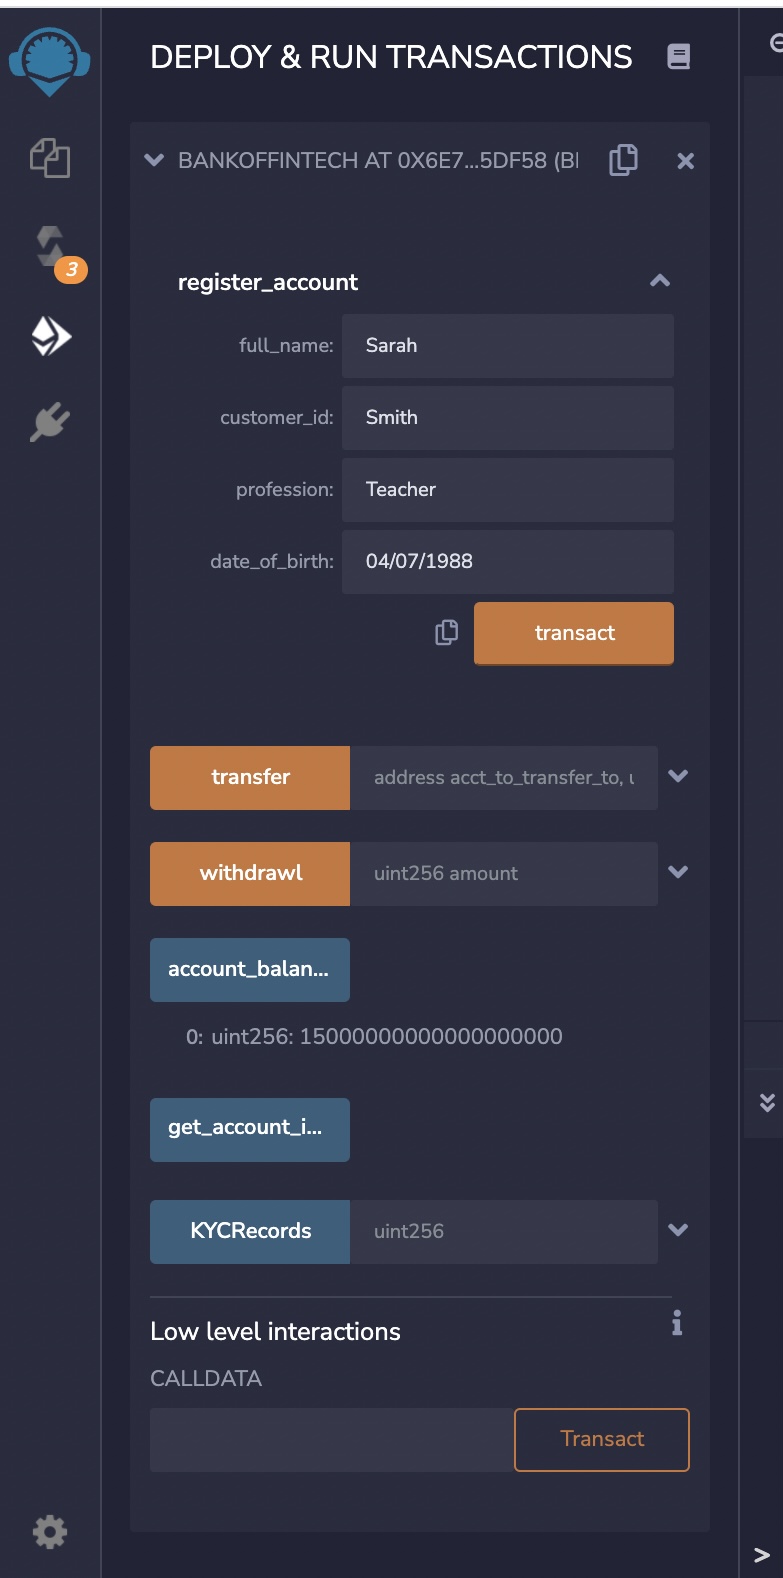 DEPLOY & RUN TRANSACTIONS
BANKOFFINTECH AT 0X6E7...5DF58 (BI
3
register_account
full_name: Sarah
customer_id: Smith
profession: Teacher
date_of_birth: 04/07/1988
transact
transfer address acct_to_transfer_to, u
withdrawl uint256 amount
account_balan...
0: uint256: 15000000000000000000
get_account_i...
KYCRecords uint256
Low level interactions
CALLDATA
Transact
>